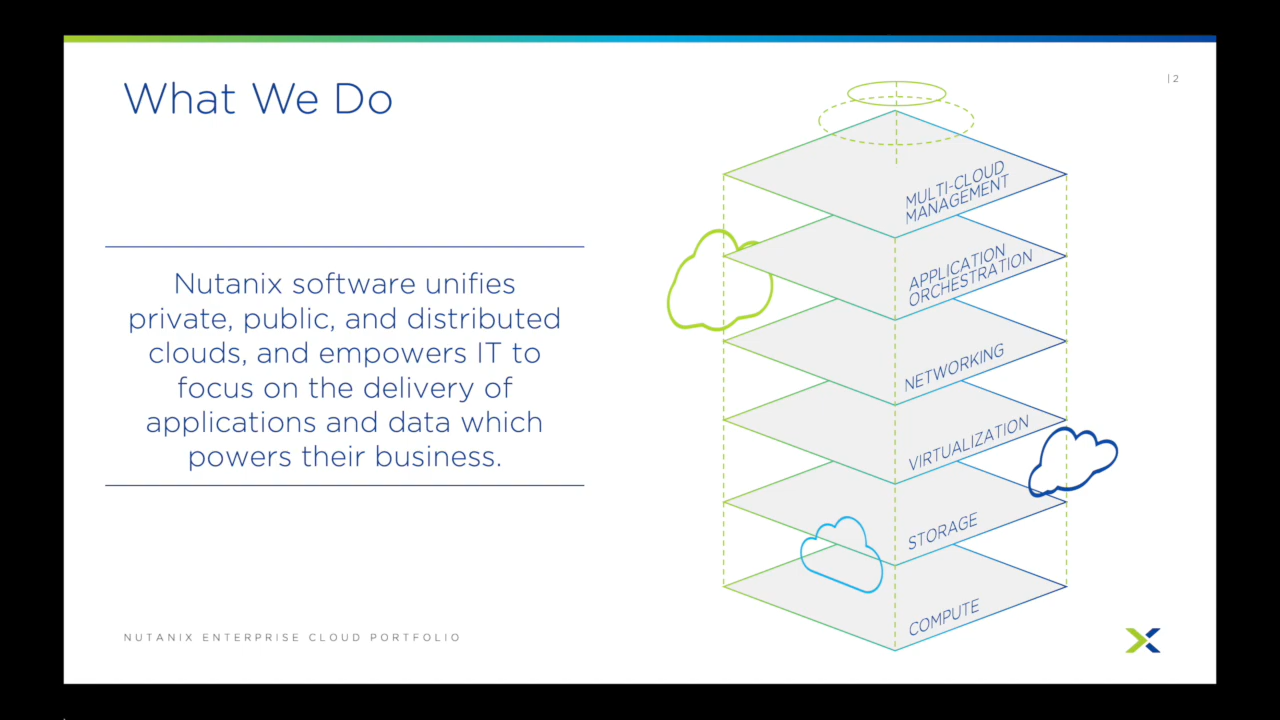 What We Do
| 2
Nutanix software unifies
private, public, and distributed
clouds, and empowers IT to
focus on the delivery of
applications and data which
powers their business.
MULTI-CLOUD
MANAGEMENT
APPLICATION
ORCHESTRATION
NETWORKING
VIRTUALIZATION
STORAGE
COMPUTE
NUTANIX ENTERPRISE CLOUD PORTFOLIO